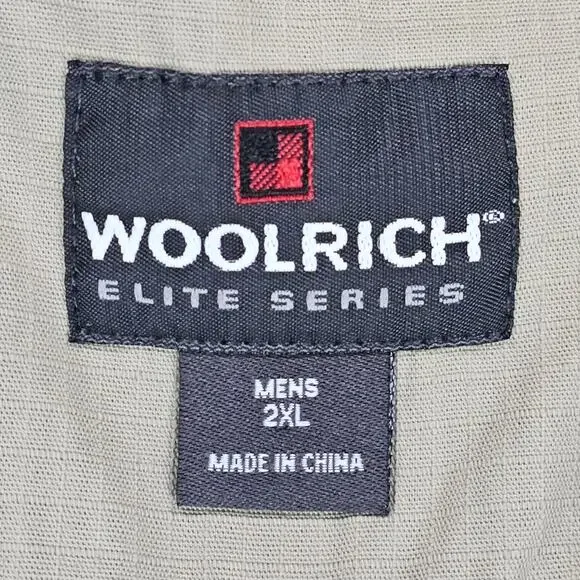 WOOLRICH®
ELITE SERIES
MENS
2XL
MADE IN CHINA